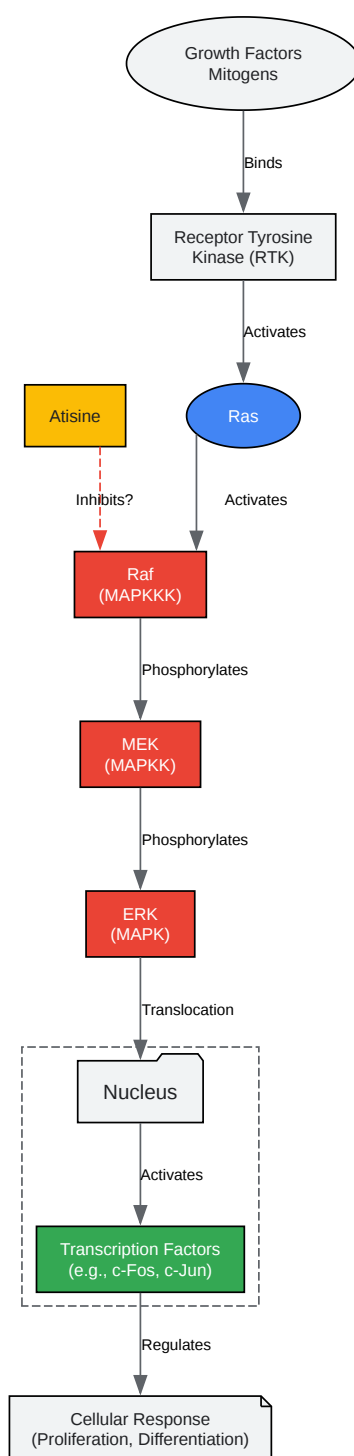 Growth Factors
Mitogens
Binds
Receptor Tyrosine
Kinase (RTK)
Activates
Atisine
Ras
Inhibits?
Activates
Raf
(MAPKKK)
Phosphorylates
MEK
(MAPKK)
Phosphorylates
ERK
(MAPK)
Translocation
Nucleus
Activates
Transcription Factors
(e.g., c-Fos, c-Jun)
Regulates
Cellular Response
(Proliferation, Differentiation)